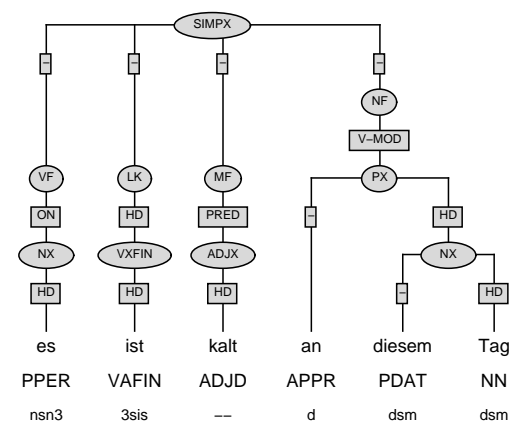 SIMPX
– – – –
NF
V–MOD
VF LK MF PX
ON HD PRED – HD
NX VXFIN ADJX NX
HD HD HD – HD
es ist kalt an diesem Tag
PPER VAFIN ADJD APPR PDAT NN
nsn3 3sis –– d dsm dsm